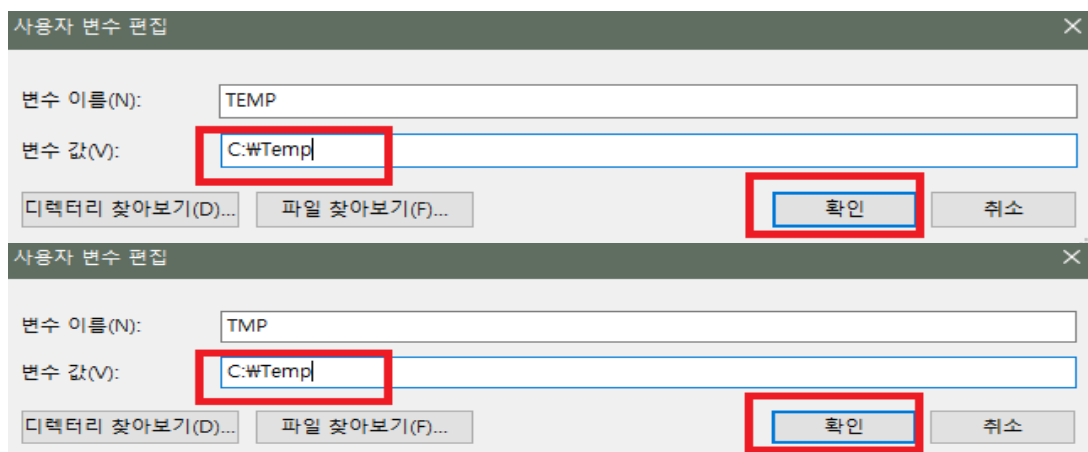 사용자 변수 편집
변수 이름(N): TEMP
변수 값(V): C:₩Temp
디렉터리 찾아보기(D)... 파일 찾아보기(F)... 확인 취소
사용자 변수 편집
변수 이름(N): TMP
변수 값(V): C:₩Temp
디렉터리 찾아보기(D)... 파일 찾아보기(F)... 확인 취소